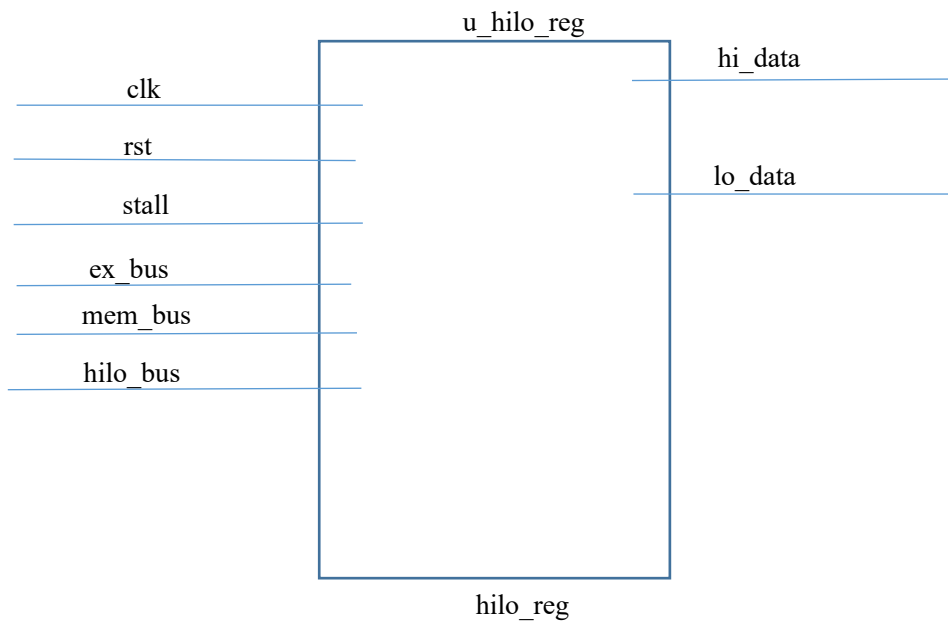 u_hilo_reg
clk
rst
stall
ex_bus
mem_bus
hilo_bus
hi_data
lo_data
hilo_reg